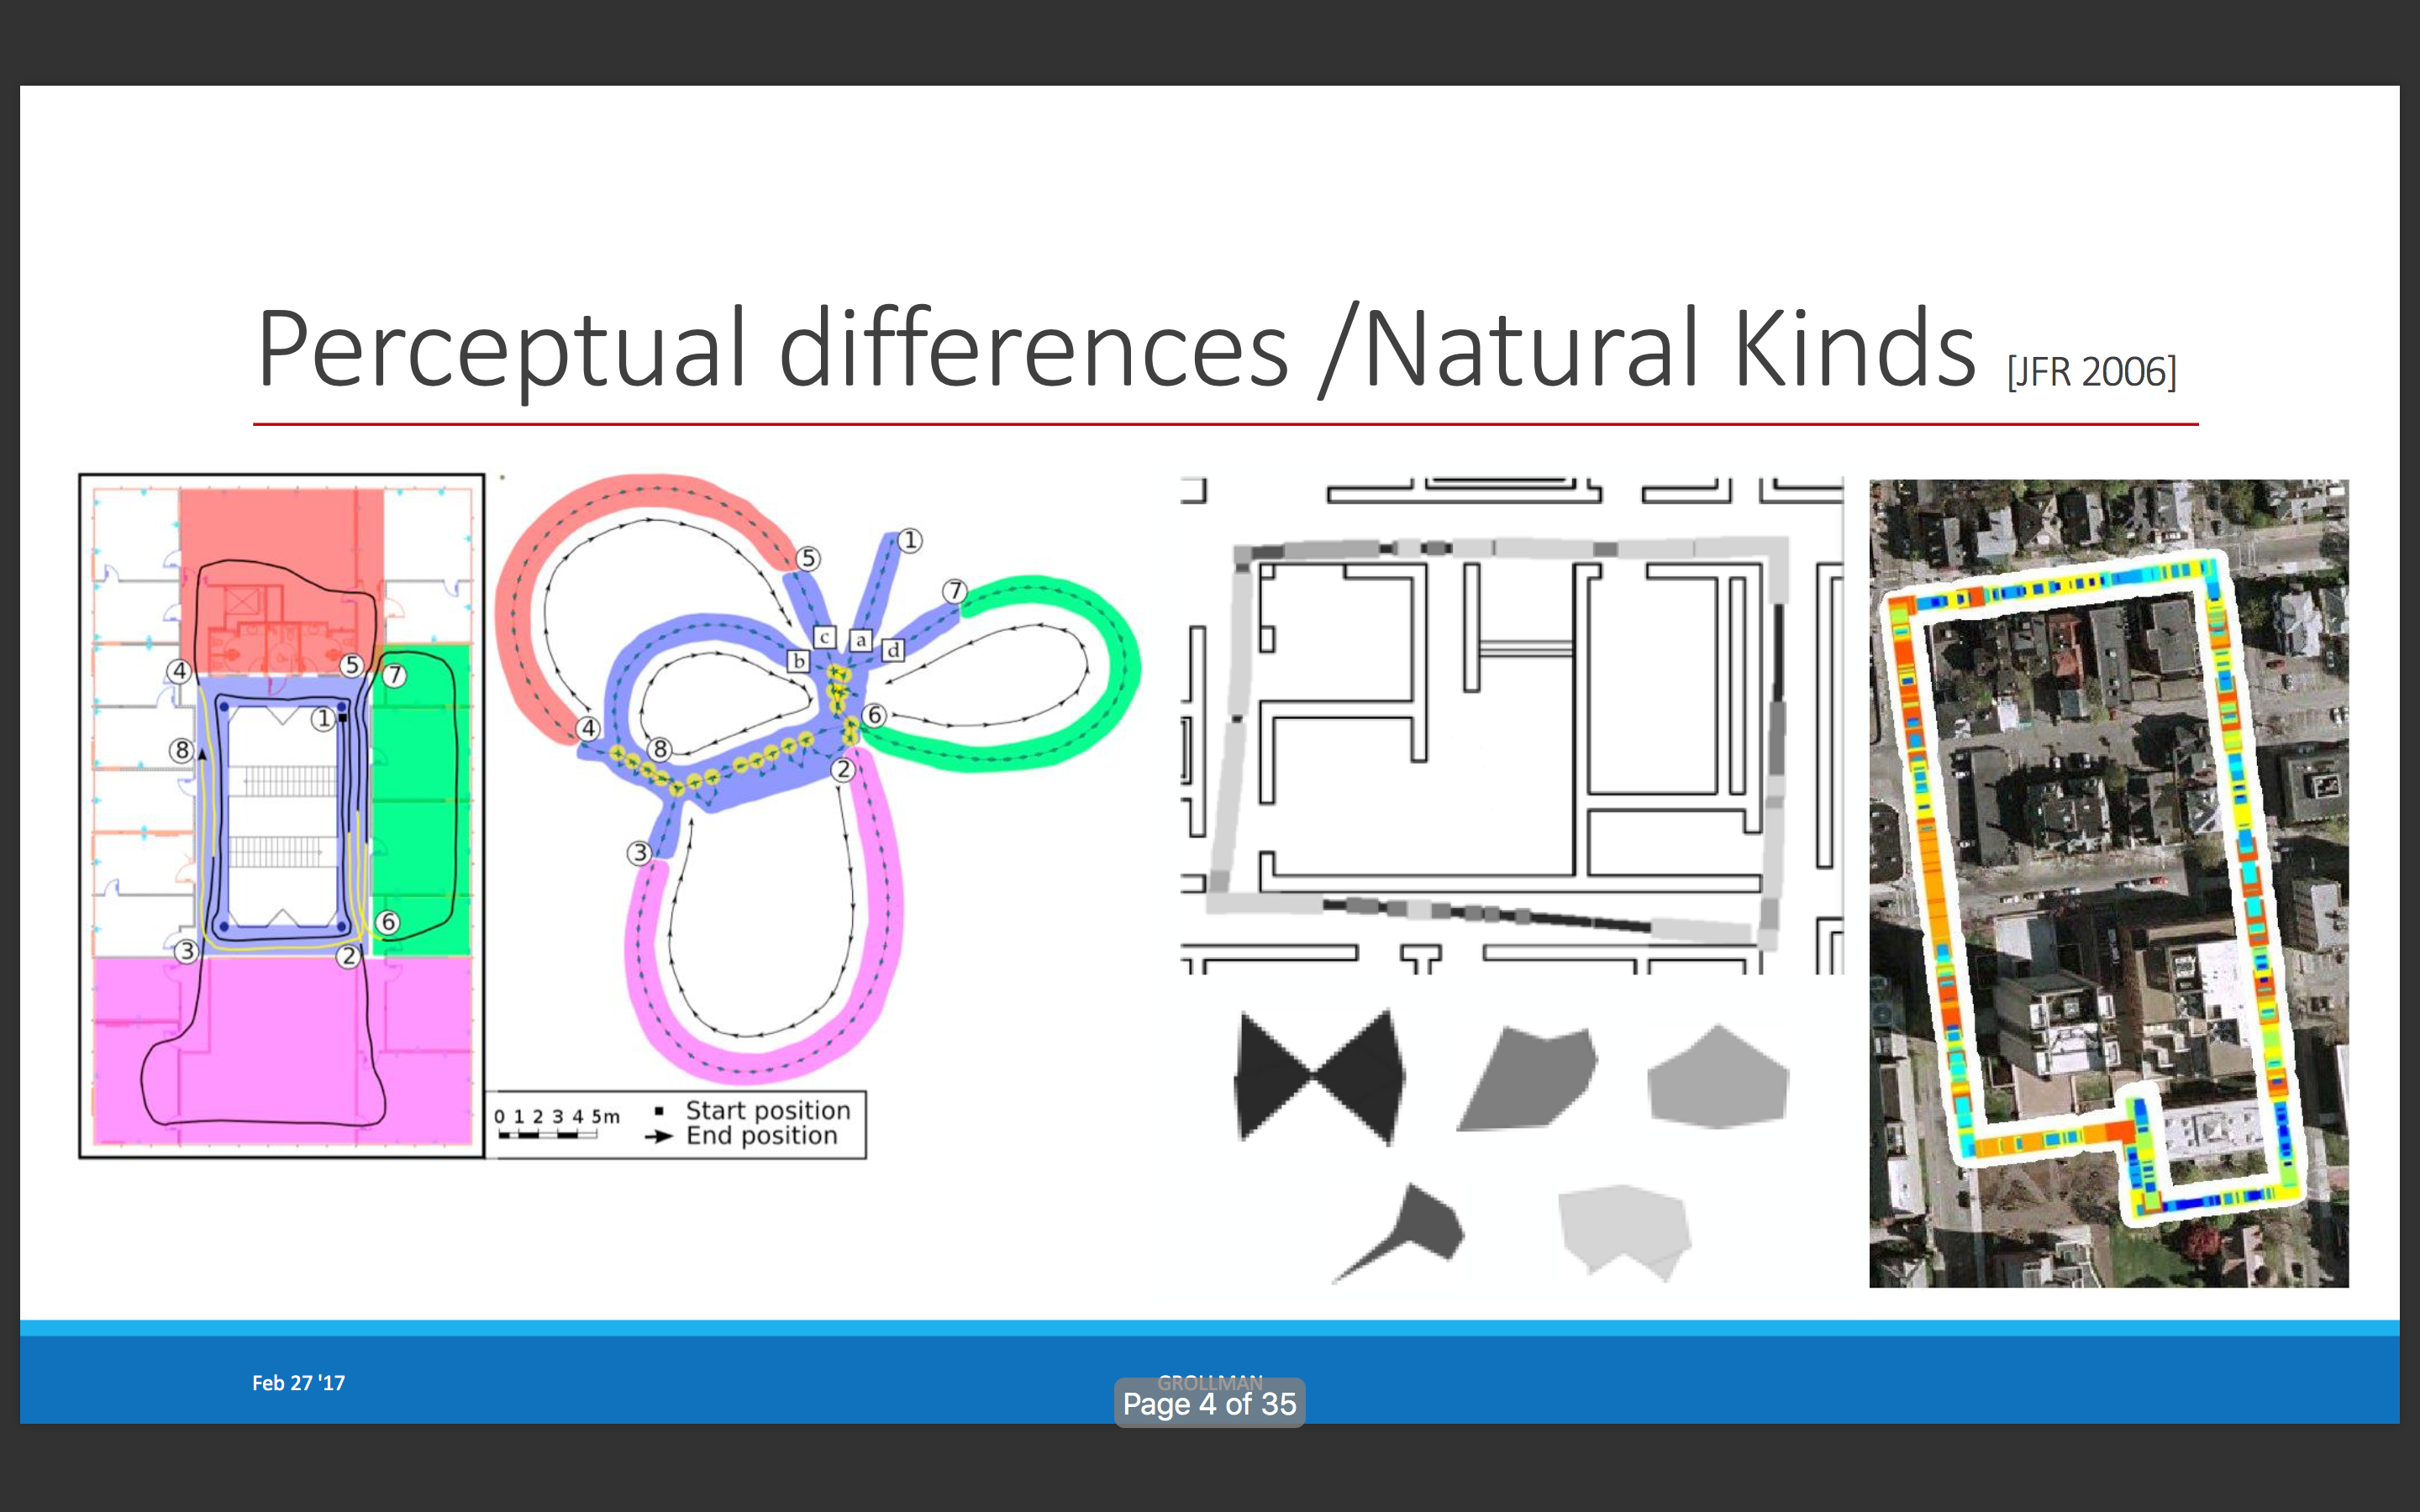 Perceptual differences /Natural Kinds [JFR 2006]
4
5
7
1
8
6
3
2
5
1
7
c
a
d
b
6
4
8
2
3
0 1 2 3 4 5m
Start position
End position
Feb 27 '17
GROLLMAN
Page 4 of 35